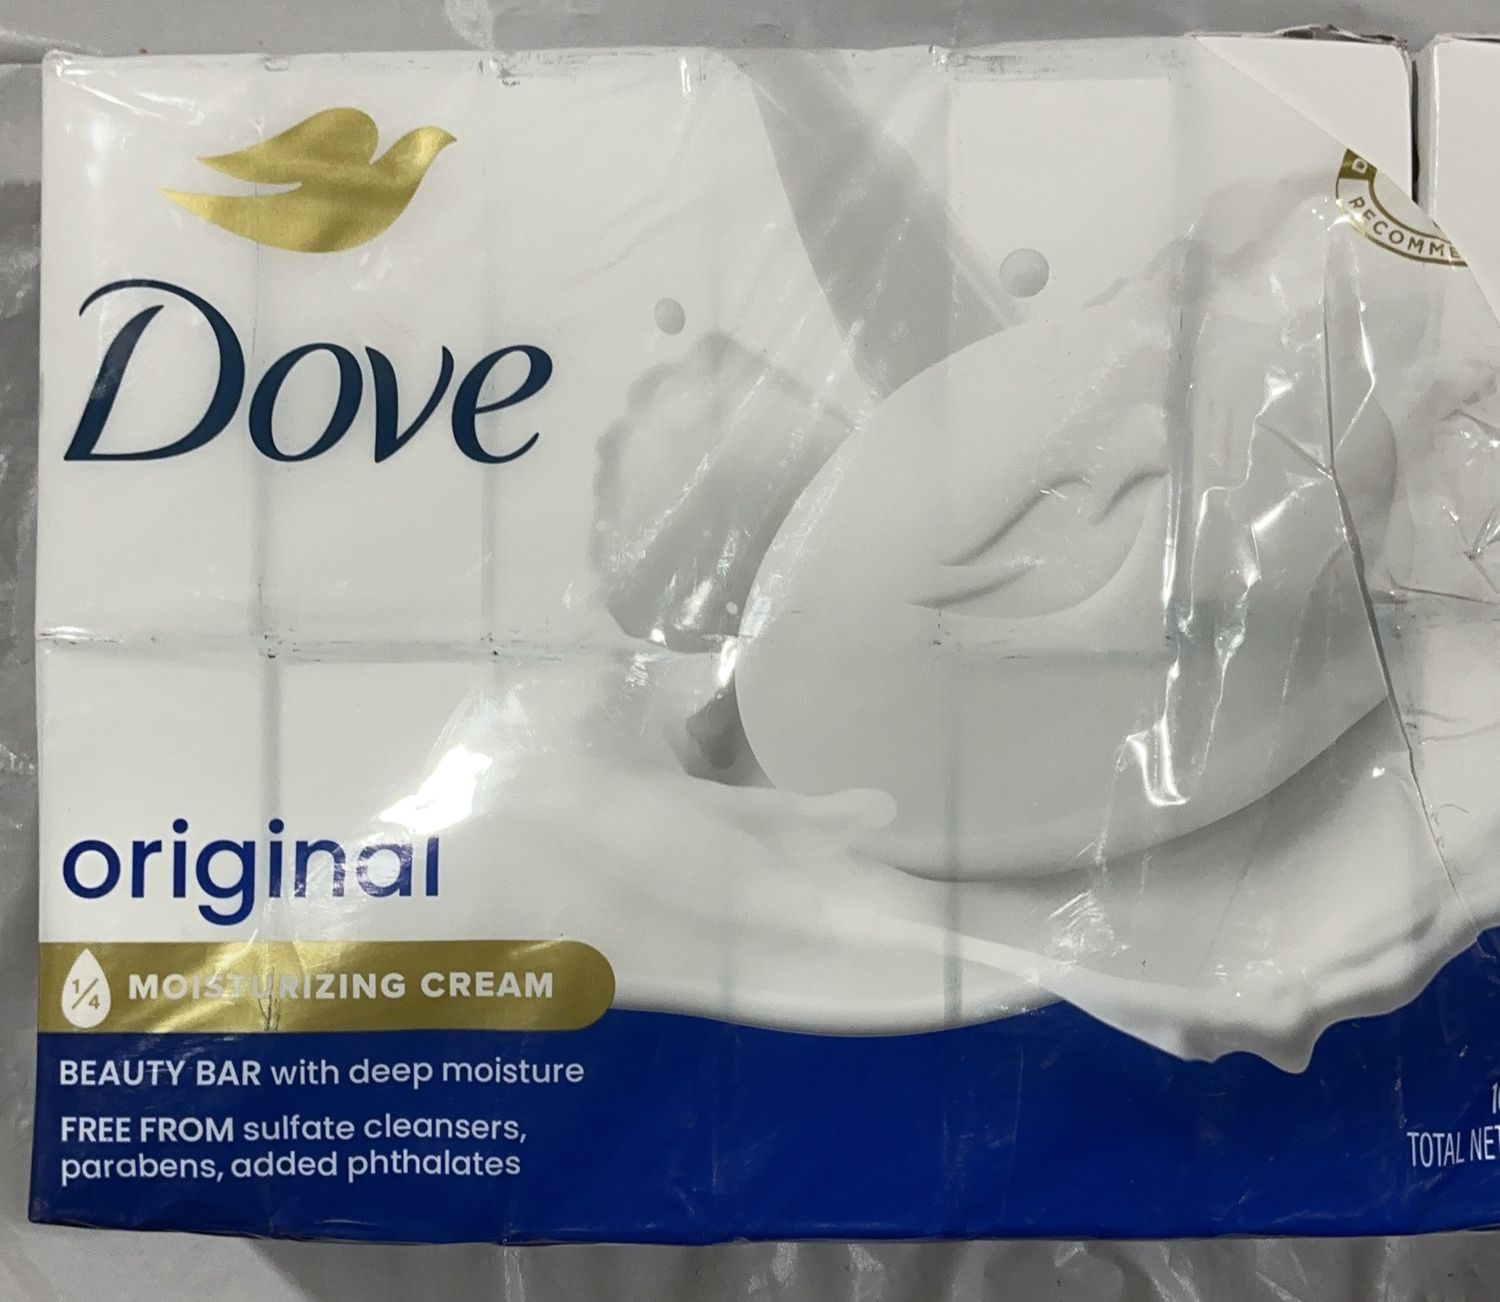 Dove
RECOMME
original
1/4 MOISTURIZING CREAM
BEAUTY BAR with deep moisture
FREE FROM sulfate cleansers,
parabens, added phthalates
TOTAL NET